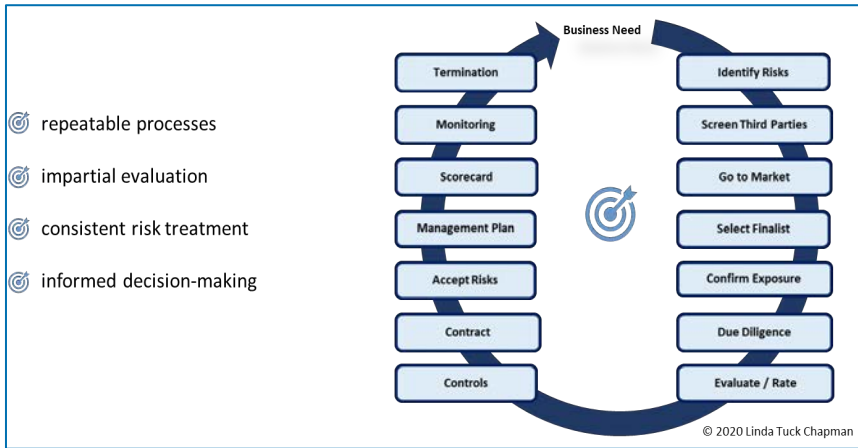 Business Need
repeatable processes
impartial evaluation
consistent risk treatment
informed decision-making
Identify Risks
Screen Third Parties
Go to Market
Select Finalist
Confirm Exposure
Due Diligence
Evaluate / Rate
Controls
Contract
Accept Risks
Management Plan
Scorecard
Monitoring
Termination
© 2020 Linda Tuck Chapman